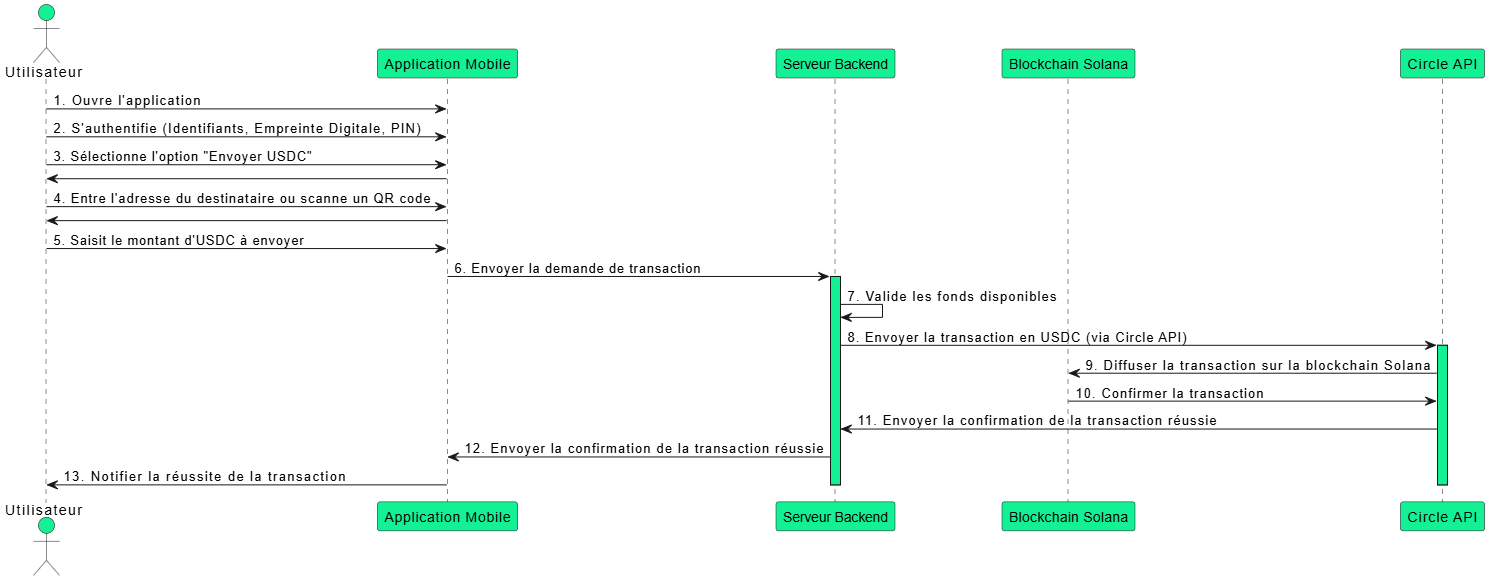 Utilisateur
Application Mobile
Serveur Backend
Blockchain Solana
Circle API
1. Ouvre l'application
2. S'authentifie (Identifiants, Empreinte Digitale, PIN)
3. Sélectionne l'option "Envoyer USDC"
4. Entre l'adresse du destinataire ou scanne un QR code
5. Saisit le montant d'USDC à envoyer
6. Envoyer la demande de transaction
7. Valide les fonds disponibles
8. Envoyer la transaction en USDC (via Circle API)
9. Diffuser la transaction sur la blockchain Solana
10. Confirmer la transaction
11. Envoyer la confirmation de la transaction réussie
12. Envoyer la confirmation de la transaction réussie
13. Notifier la réussite de la transaction
Utilisateur
Application Mobile
Serveur Backend
Blockchain Solana
Circle API